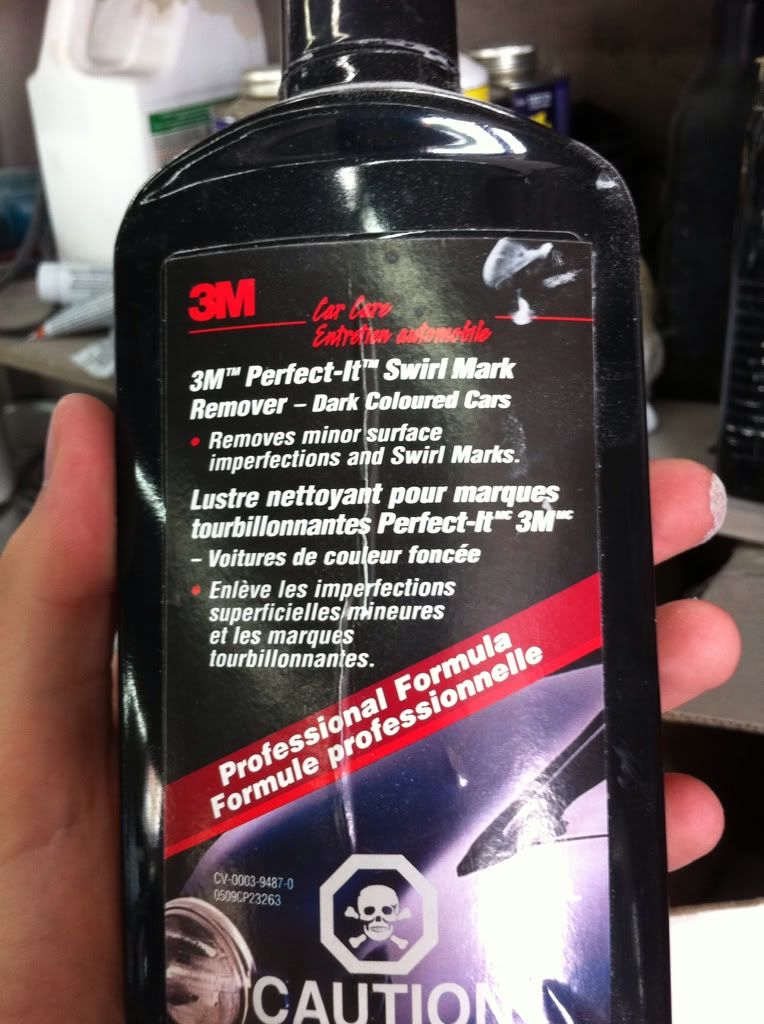 3M
Car Care
Entretien automobile
3M™ Perfect-It™ Swirl Mark
Remover – Dark Coloured Cars
• Removes minor surface
imperfections and Swirl Marks.
Lustre nettoyant pour marques
tourbillonnantes Perfect-It MC 3M MC
– Voitures de couleur foncée
• Enlève les imperfections
superficielles mineures
et les marques
tourbillonnantes.
Professional Formula
Formule professionnelle
CV-0003-9487-0
0509CP23263
CAUTION